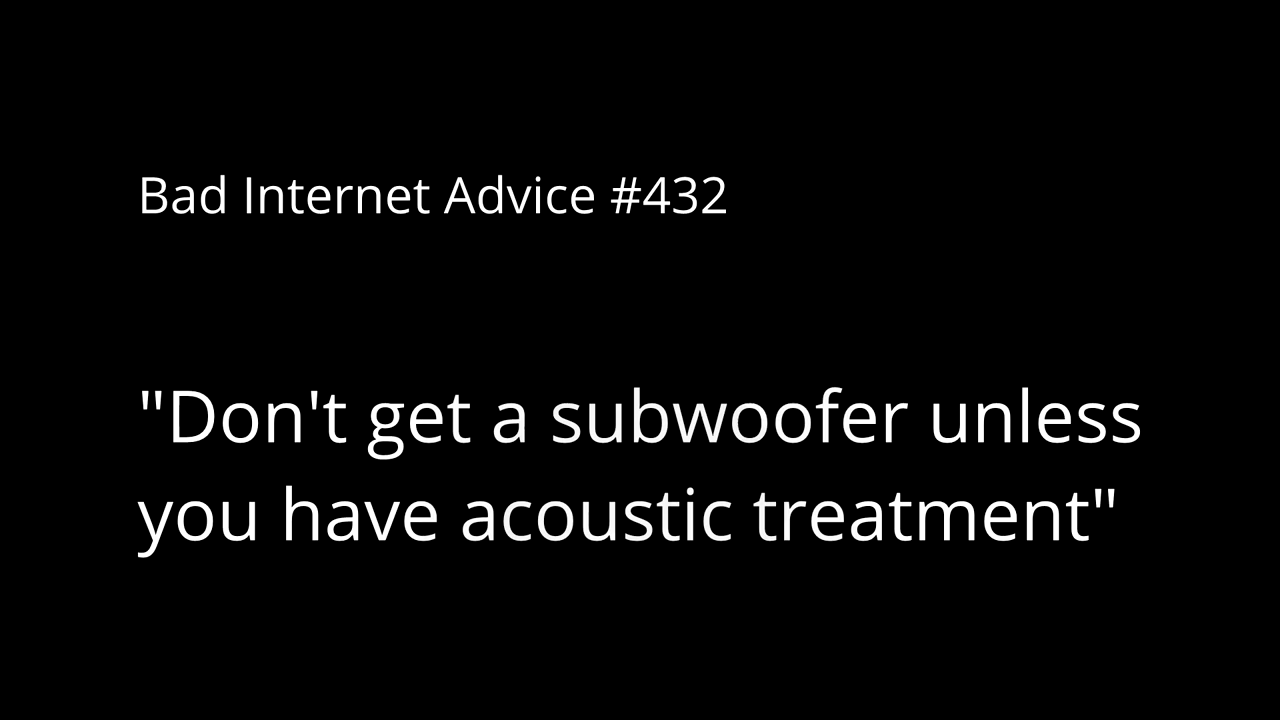 Bad Internet Advice #432
"Don't get a subwoofer unless
you have acoustic treatment"